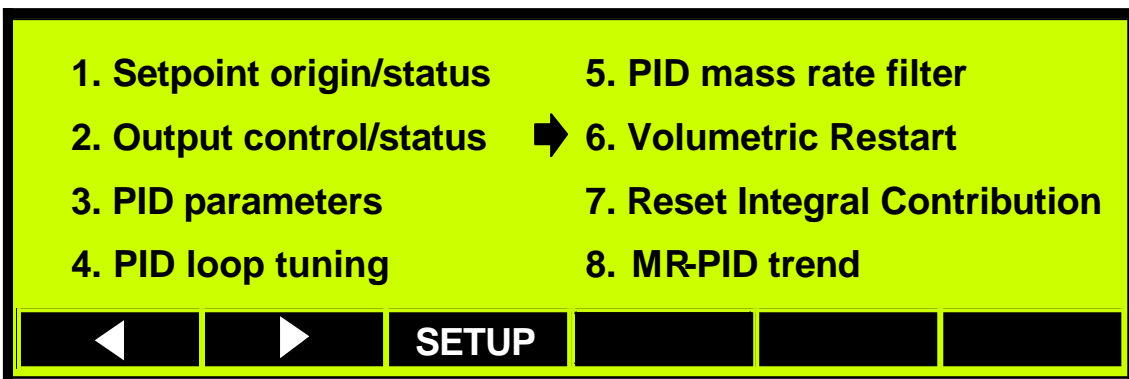 1. Setpoint origin/status
2. Output control/status
3. PID parameters
4. PID loop tuning
5. PID mass rate filter
6. Volumetric Restart
7. Reset Integral Contribution
8. MR-PID trend
SETUP